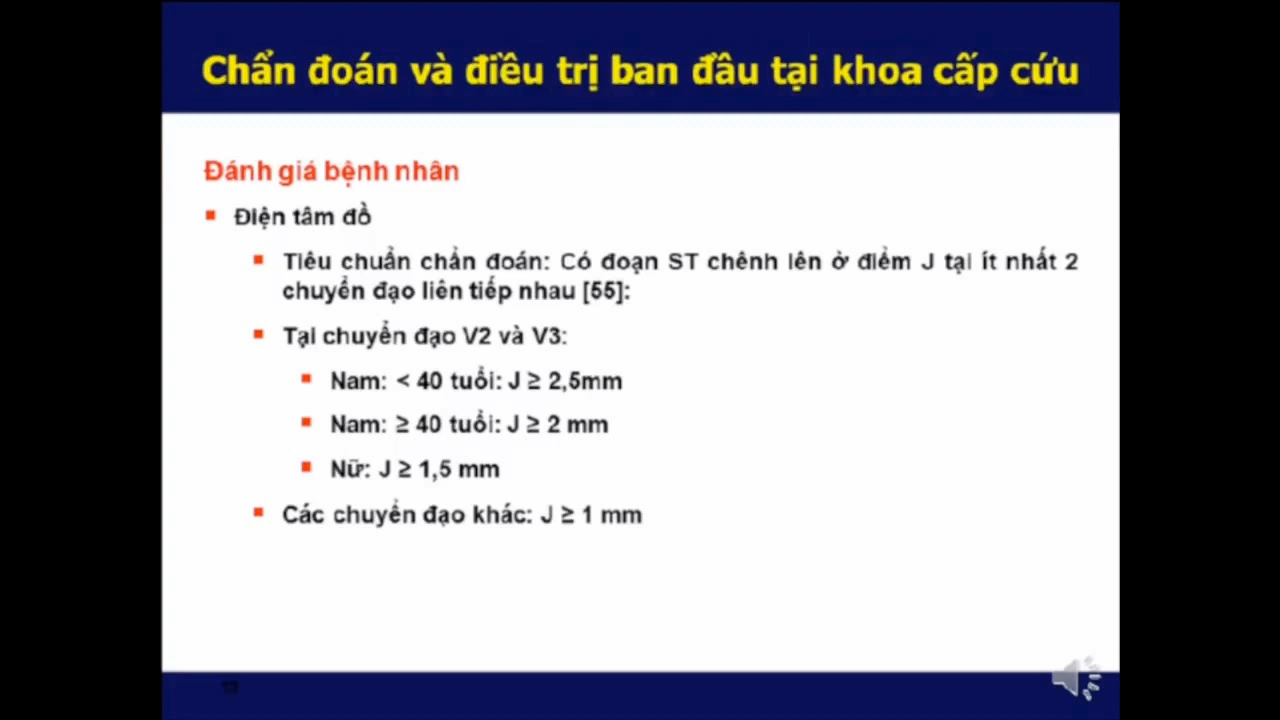 Chẩn đoán và điều trị ban đầu tại khoa cấp cứu
Đánh giá bệnh nhân
Điện tâm đồ
Tiêu chuẩn chẩn đoán: Có đoạn ST chênh lên ở điểm J tại ít nhất 2
chuyển đạo liên tiếp nhau [55]:
Tại chuyển đạo V2 và V3:
Nam: < 40 tuổi: J ≥ 2,5mm
Nam: ≥ 40 tuổi: J ≥ 2 mm
Nữ: J ≥ 1,5 mm
Các chuyển đạo khác: J ≥ 1 mm